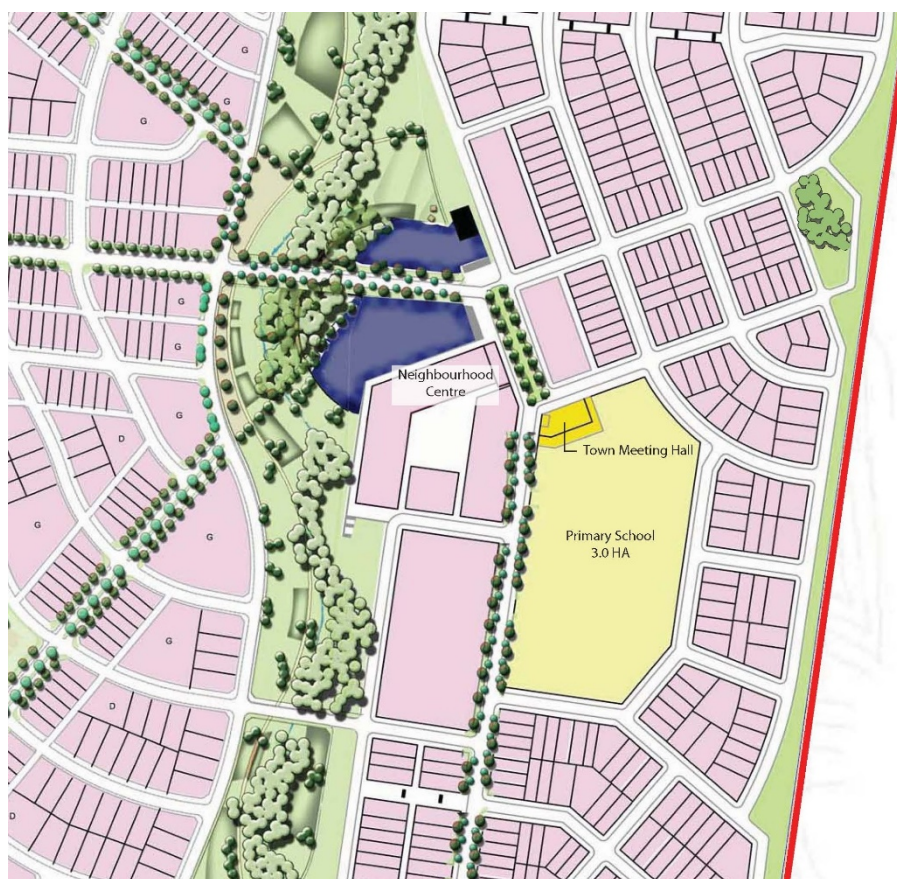 G
G
G
G
G
Neighbourhood
Centre
G
D
Town Meeting Hall
G
G
Primary School
3.0 HA
G
D
D